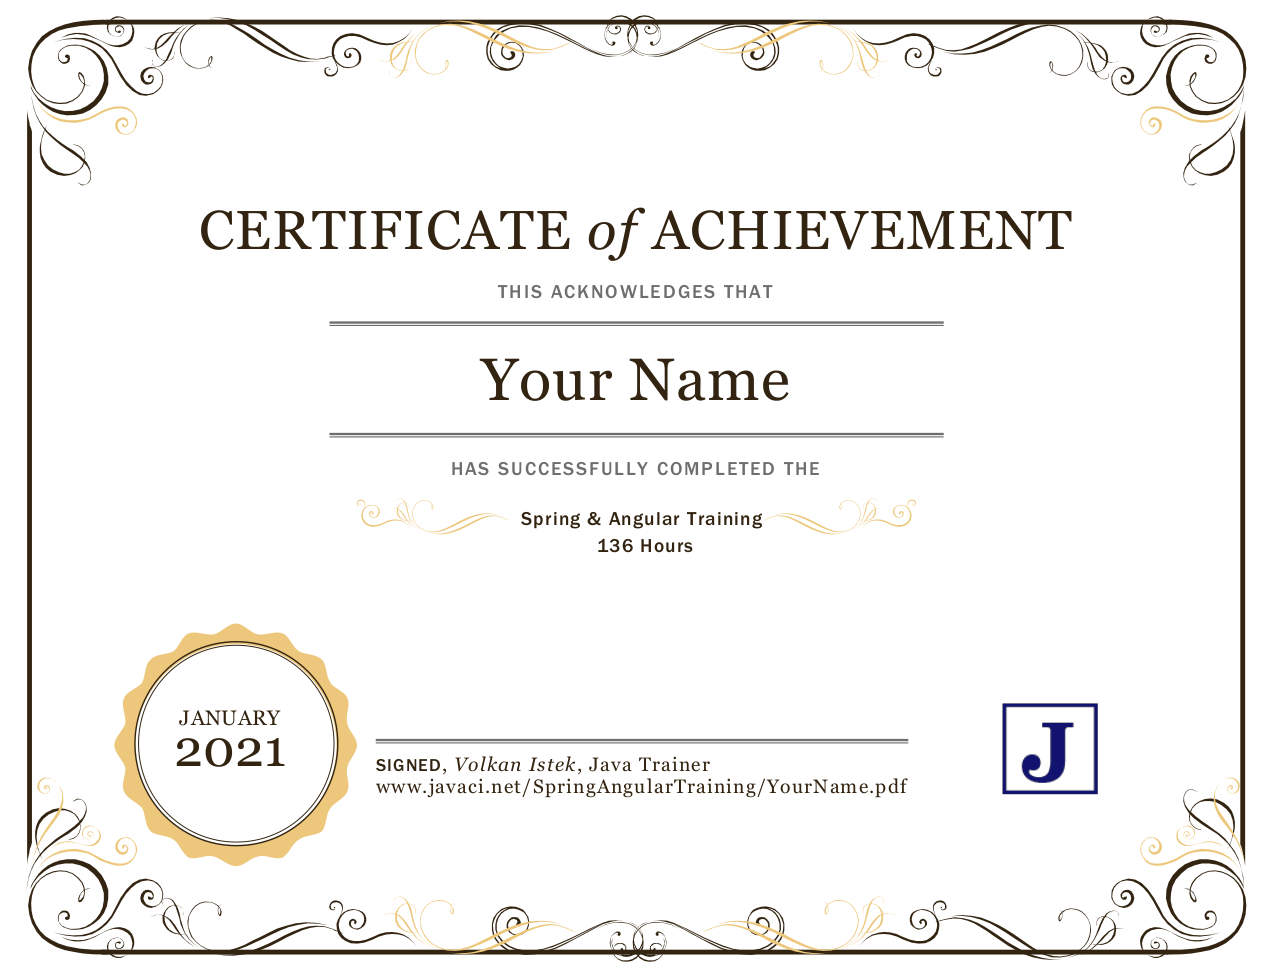 CERTIFICATE of ACHIEVEMENT
THIS ACKNOWLEDGES THAT
Your Name
HAS SUCCESSFULLY COMPLETED THE
Spring & Angular Training
136 Hours
JANUARY
2021
SIGNED, Volkan Istek, Java Trainer
www.javaci.net/SpringAngularTraining/YourName.pdf
J